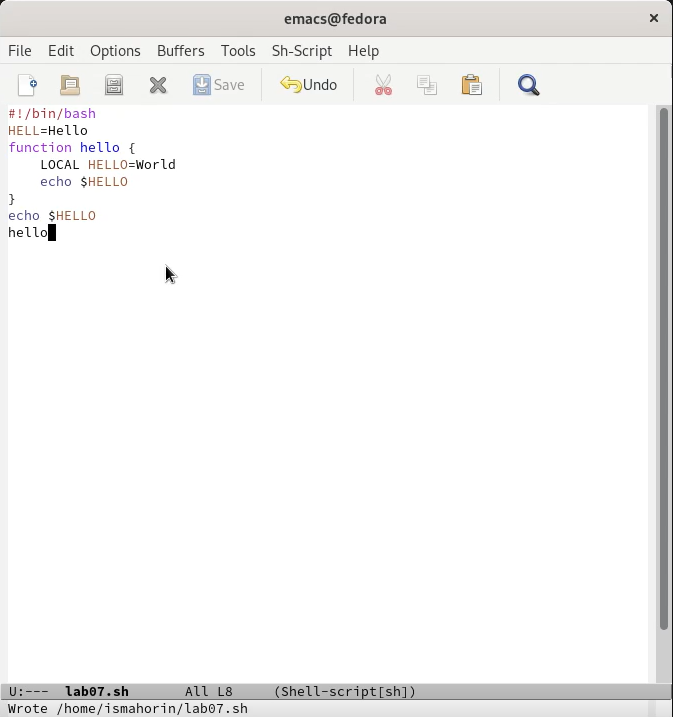 emacs@fedora ×
File Edit Options Buffers Tools Sh-Script Help
Save Undo
#!/bin/bash
HELL=Hello
function hello {
    LOCAL HELLO=World
    echo $HELLO
}
echo $HELLO
hello
U:--- lab07.sh All L8 (Shell-script[sh])
Wrote /home/ismahorin/lab07.sh